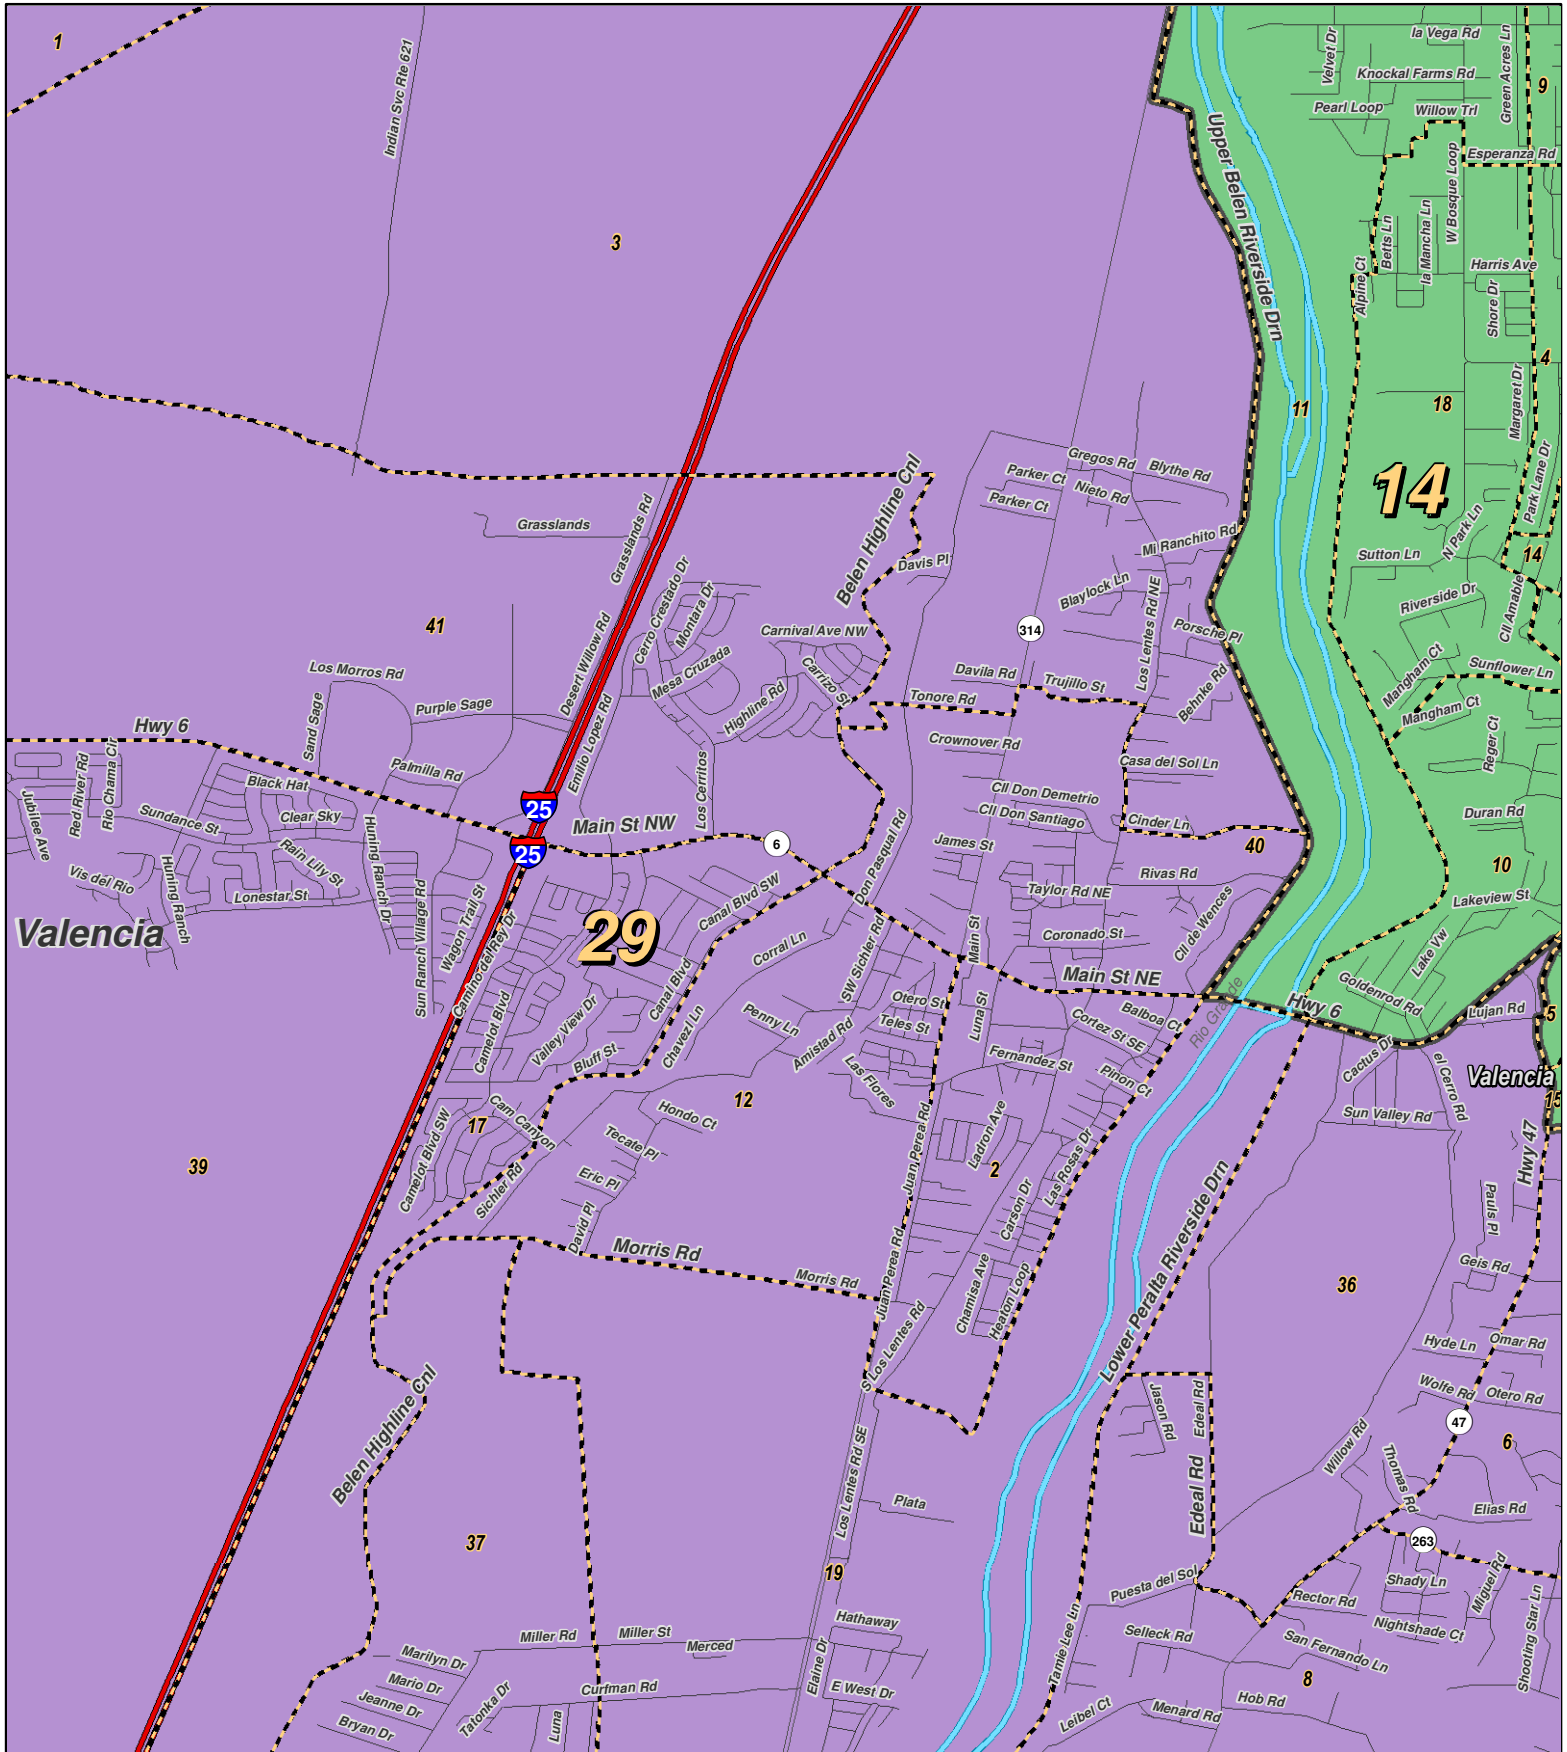 1
Indian Svc Rte 621
3
la Vega Rd
Velvet Dr
Green Acres Ln
Knockal Farms Rd
9
Pearl Loop
Willow Trl
Upper Belen Riverside Drn
Esperanza Rd
W Bosque Loop
Betts Ln
la Mancha Ln
Alpine Ct
Harris Ave
Shore Dr
4
11
18
Margaret Dr
14
Park Lane Dr
N Park Ln
Sutton Ln
14
Riverside Dr
Cll Amable
Mangham Ct
Sunflower Ln
Mangham Ct
Reger Ct
Duran Rd
10
Lakeview St
Lake Vw
Goldenrod Rd
Lujan Rd
5
Gregos Rd
Blythe Rd
Parker Ct
Nieto Rd
Parker Ct
Belen Highline Cnl
Mi Ranchito Rd
Davis Pl
Blaylock Ln
Los Lentes Rd NE
Porsche Pl
314
Davila Rd
Trujillo St
Behnke Rd
Tonore Rd
Crownover Rd
Casa del Sol Ln
Cll Don Demetrio
Cll Don Santiago
Cinder Ln
James St
40
Don Pasqual Rd
Rivas Rd
Taylor Rd NE
Cll de Wences
Coronado St
Main St
Main St NE
Grasslands
Grasslands Rd
41
Cerro Crestado Dr
Montara Dr
Carnival Ave NW
Desert Willow Rd
Mesa Cruzada
Carrizo St
Los Morros Rd
Emilio Lopez Rd
Highline Rd
Purple Sage
Sand Sage
Hwy 6
Palmilla Rd
Los Cerritos
Red River Rd
Rio Chama Cir
Jubilee Ave
Black Hat
25
Sundance St
Clear Sky
Main St NW
6
25
Huning Ranch Dr
Rain Lily St
Vis del Rio
Huning Ranch
Lonestar St
Sun Ranch Village Rd
Wagon Trail St
Camino del Rey Dr
Canal Blvd SW
Valencia
29
Corral Ln
SW Sichler Rd
Canal Blvd
Camelot Blvd
Valley View Dr
Chavez Ln
Bluff St
Penny Ln
Amistad Rd
Otero St
Teles St
Luna St
Las Flores
Fernandez St
Cortez St SE
Balboa Ct
Rio Grande
Hwy 6
Cactus Dr
el Cerro Rd
Valencia
15
Piron Ct
Sun Valley Rd
Hwy 47
Cam Canyon
17
Camelot Blvd SW
12
Hondo Ct
Tecate Pl
Eric Pl
Sichler Rd
David Pl
39
Juan Perea Rd
Ladron Ave
2
Las Rosas Dr
Carson Dr
Lower Peralta Riverside Drn
Pauls Pl
Geis Rd
36
Morris Rd
Morris Rd
Juan Perea Rd
Chamisa Ave
Heaton Loop
S Los Lentes Rd
Hyde Ln
Omar Rd
Wolfe Rd
Otero Rd
Jason Rd
Edeal Rd
47
6
Willow Rd
Thomas Rd
Elias Rd
Belen Highline Cnl
Los Lentes Rd SE
Plata
Edeal Rd
263
37
19
Puesta del Sol
Shady Ln
Miguel Rd
Rector Rd
Nightshade Ct
Shooting Star Ln
Hathaway
Tamie Lee Ln
Selleck Rd
San Fernando Ln
8
Miller Rd
Miller St
Merced
Marilyn Dr
Mario Dr
Jeanne Dr
Bryan Dr
Tatonka Dr
Luna
Curfman Rd
Elaine Dr
E West Dr
Leibel Ct
Menard Rd
Hob Rd